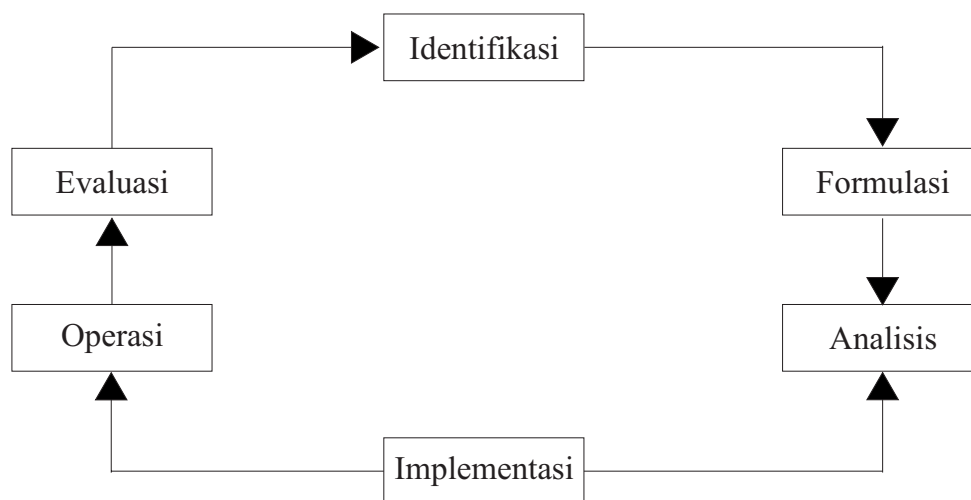 Identifikasi
Evaluasi
Formulasi
Operasi
Analisis
Implementasi